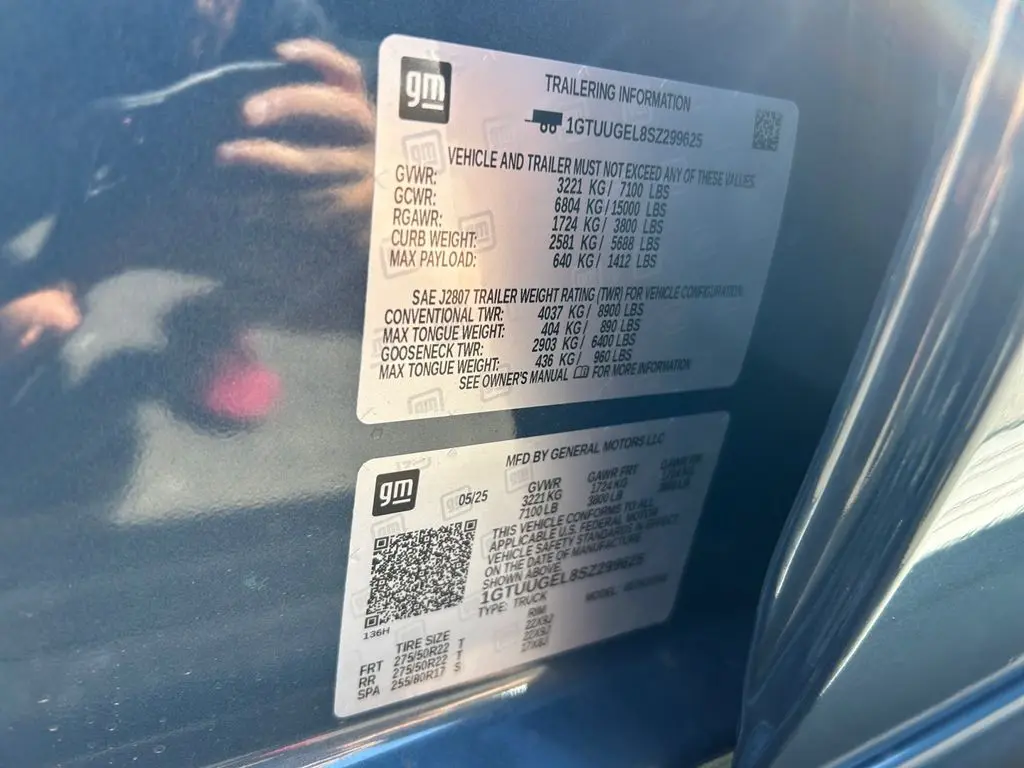 gm
TRAILERING INFORMATION
1GTUUGEL8SZ299625
VEHICLE AND TRAILER MUST NOT EXCEED ANY OF THESE VALUES.
GVWR: 3221 KG / 7100 LBS
GCWR: 6804 KG / 15000 LBS
RGAWR: 1724 KG / 3800 LBS
CURB WEIGHT: 2581 KG / 5688 LBS
MAX PAYLOAD: 640 KG / 1412 LBS
SAE J2807 TRAILER WEIGHT RATING (TWR) FOR VEHICLE CONFIGURATION:
CONVENTIONAL TWR: 4037 KG / 8900 LBS
MAX TONGUE WEIGHT: 404 KG / 890 LBS
GOOSENECK TWR: 2903 KG / 6400 LBS
MAX TONGUE WEIGHT: 436 KG / 960 LBS
SEE OWNER'S MANUAL FOR MORE INFORMATION
gm
MFD BY GENERAL MOTORS LLC
05/25
GVWR GAWR FRT GAWR RR
3221 KG 1724 KG
7100 LB 3800 LB
THIS VEHICLE CONFORMS TO ALL
APPLICABLE U.S. FEDERAL MOTOR
VEHICLE SAFETY STANDARDS IN EFFECT
ON THE DATE OF MANUFACTURE
SHOWN ABOVE.
1GTUUGEL8SZ299625
TYPE: TRUCK MODEL:
136H
TIRE SIZE RIM
FRT 275/50R22 T 22X9J
RR 275/50R22 T 22X9J
SPA 255/80R17 S 17X8J